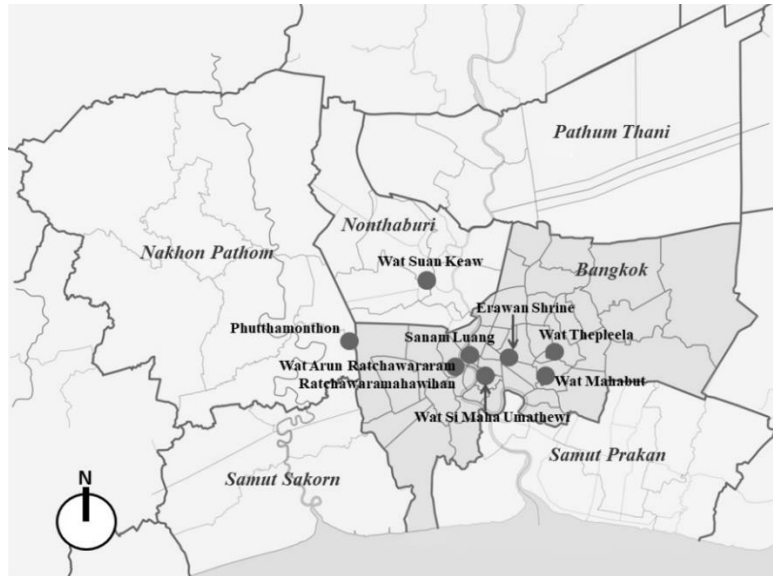 Pathum Thani
Nonthaburi
Nakhon Pathom
Wat Suan Keaw
Bangkok
Erawan Shrine
Phutthamonthon
Sanam Luang
Wat Thepleela
Wat Arun Ratchawararam
Ratchawaramahawihan
Wat Mahabut
Wat Si Maha Umathewi
Samut Prakan
Samut Sakorn
N